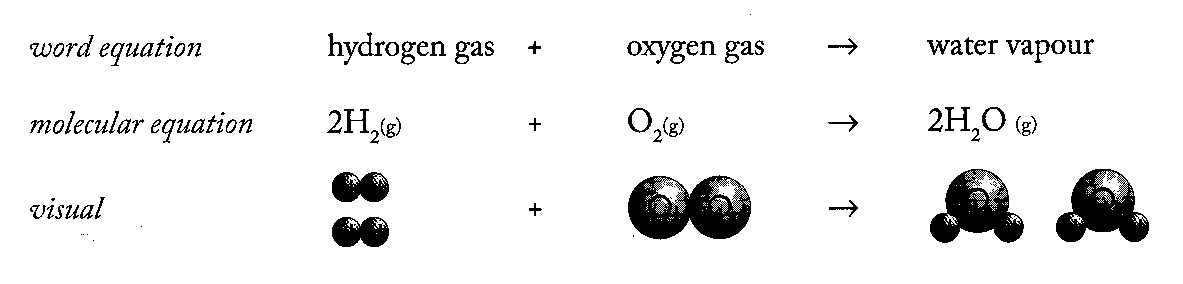 word equation hydrogen gas + oxygen gas → water vapour
molecular equation 2H₂(g) + O₂(g) → 2H₂O (g)
visual + →